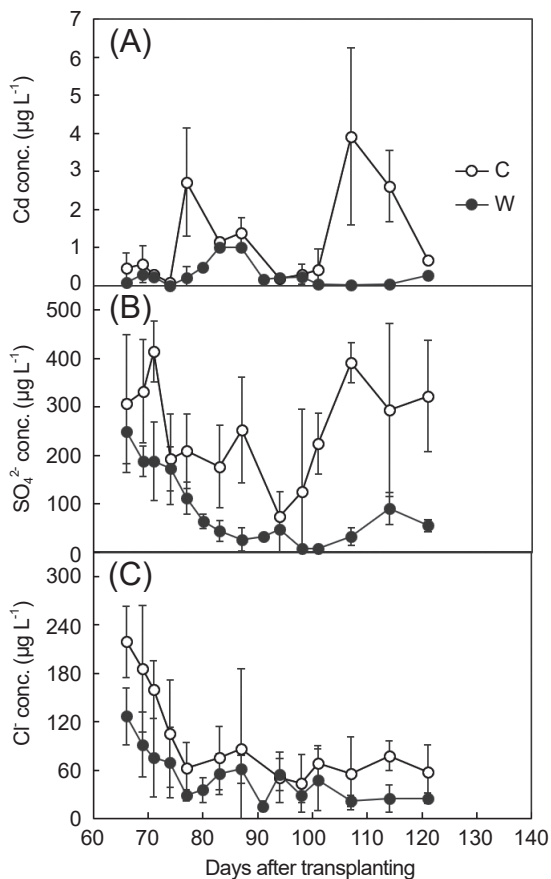 7
(A)
6
5
4
Cd conc. (µg L-1)
C
3
W
2
1
0
(B)
500
400
300
SO42- conc. (µg L-1)
200
100
0
(C)
300
240
180
Cl- conc. (µg L-1)
120
60
0
60 70 80 90 100 110 120 130 140
Days after transplanting